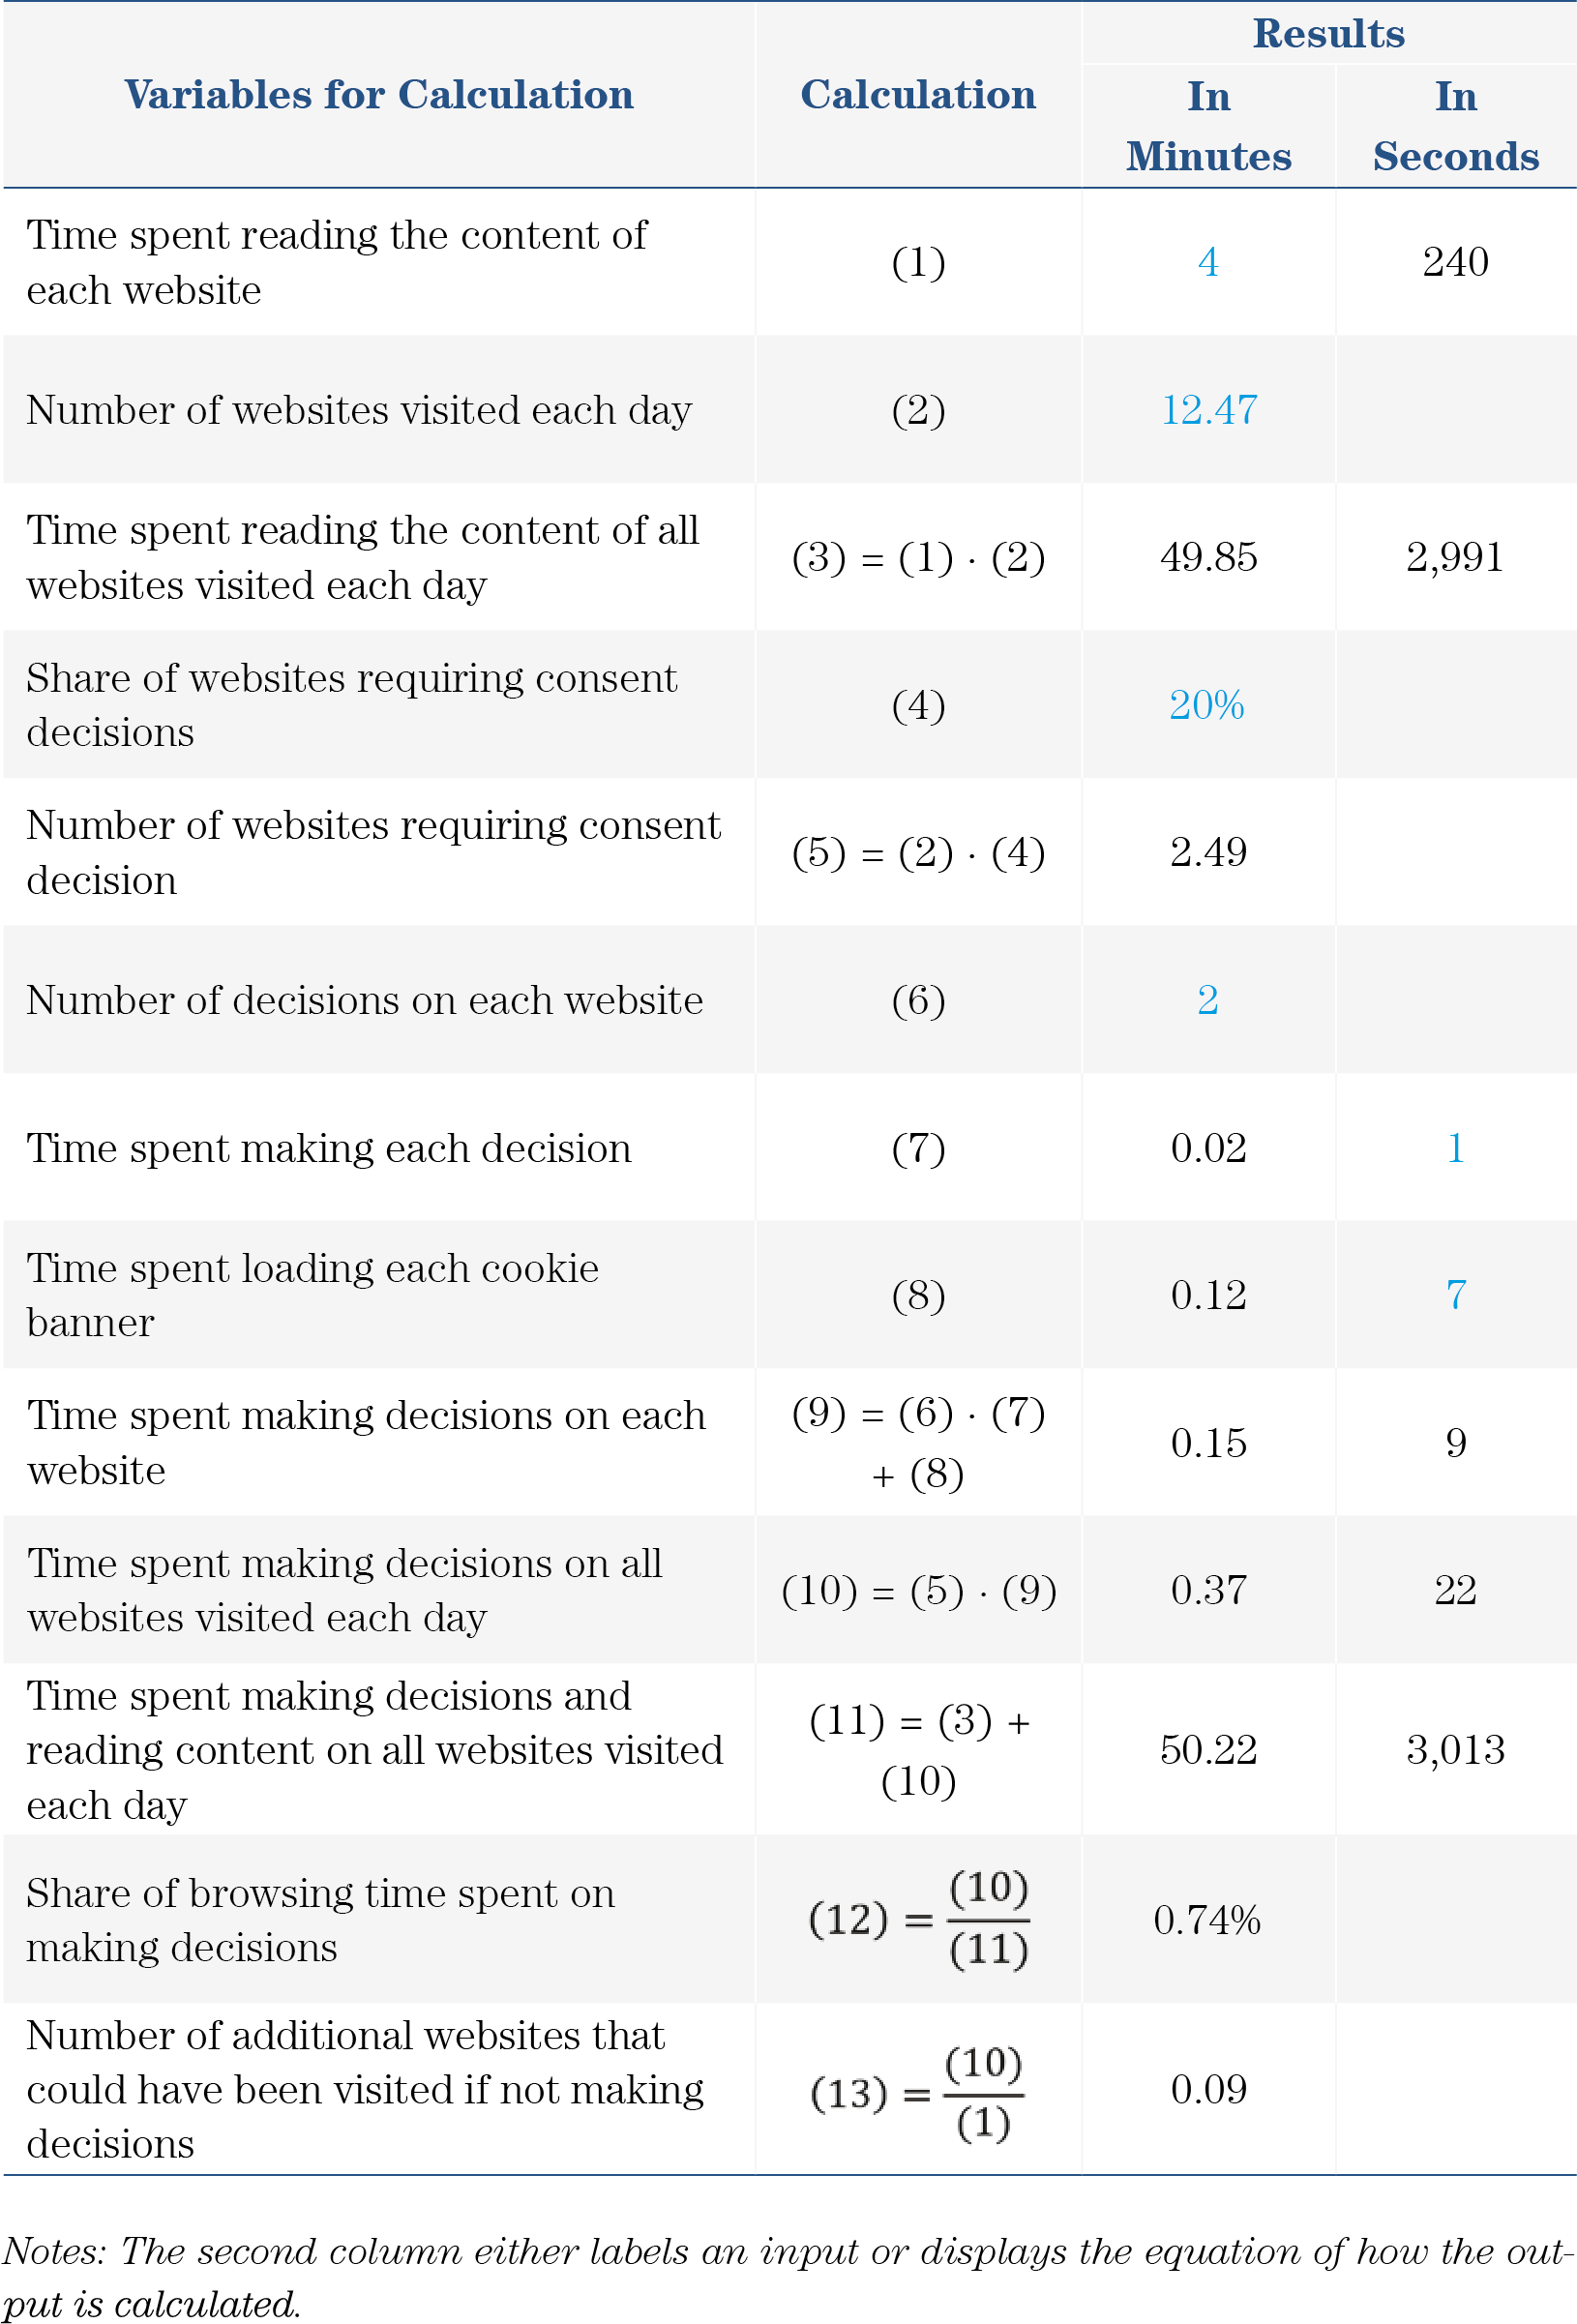 Results
Variables for Calculation
Calculation
In
Minutes
In
Seconds
Time spent reading the content of
each website
(1)
4
240
Number of websites visited each day
(2)
12.47
Time spent reading the content of all
websites visited each day
(3) = (1) · (2)
49.85
2,991
Share of websites requiring consent
decisions
(4)
20%
Number of websites requiring consent
decision
(5) = (2) · (4)
2.49
Number of decisions on each website
(6)
2
Time spent making each decision
(7)
0.02
1
Time spent loading each cookie
banner
(8)
0.12
7
Time spent making decisions on each
website
(9) = (6) · (7)
+ (8)
0.15
9
Time spent making decisions on all
websites visited each day
(10) = (5) · (9)
0.37
22
Time spent making decisions and
reading content on all websites visited
each day
(11) = (3) +
(10)
50.22
3,013
Share of browsing time spent on
making decisions
(12) = (10)
(11)
0.74%
Number of additional websites that
could have been visited if not making
decisions
(13) = (10)
(1)
0.09
Notes: The second column either labels an input or displays the equation of how the out-
put is calculated.